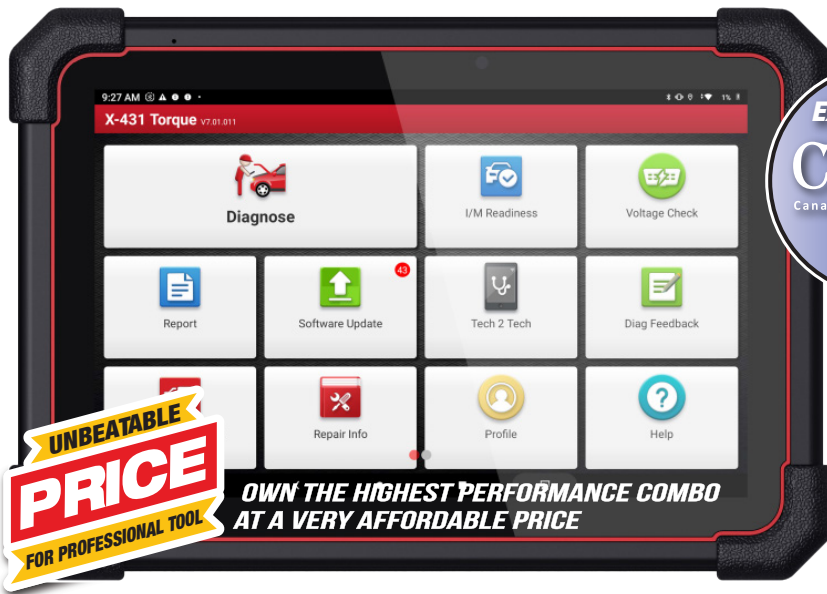 9:27 AM
1%
X-431 Torque V7.01.011
Diagnose
I/M Readiness
Voltage Check
Report
43
Software Update
Tech 2 Tech
Diag Feedback
Repair Info
Profile
Help
UNBEATABLE
PRICE
FOR PROFESSIONAL TOOL
OWN THE HIGHEST PERFORMANCE COMBO
AT A VERY AFFORDABLE PRICE